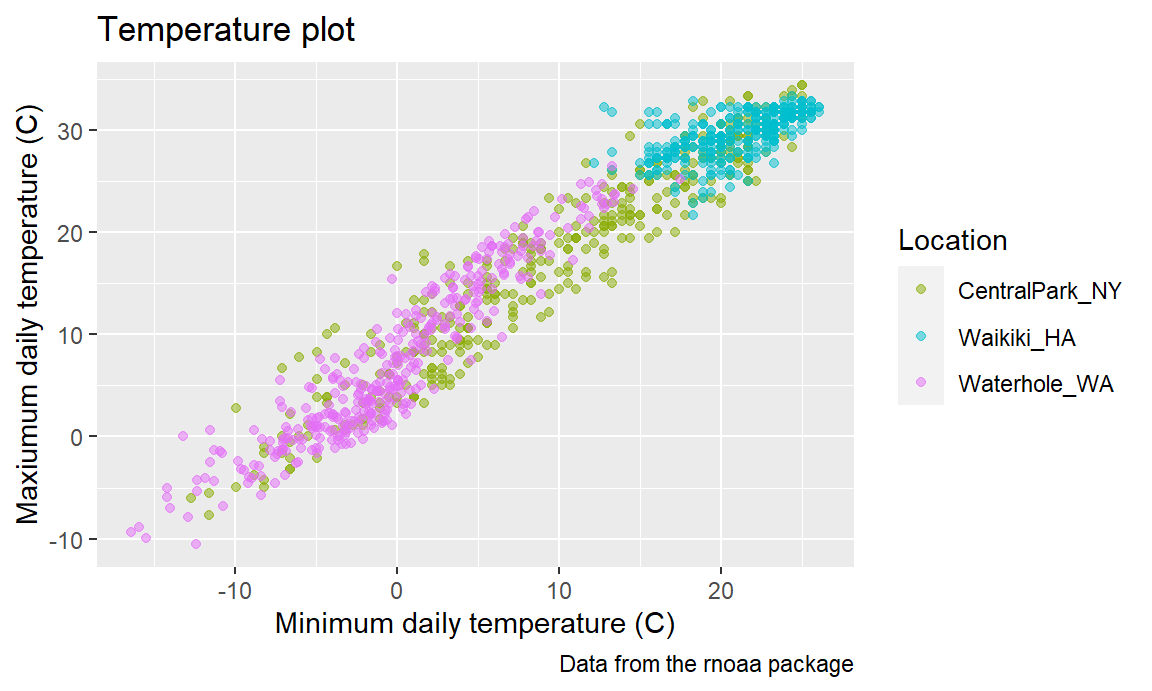 Temperature plot
Maxiumum daily temperature (C)
30
20
10
0
-10
-10
0
10
20
Minimum daily temperature (C)
Data from the rnoaa package
Location
CentralPark_NY
Waikiki_HA
Waterhole_WA